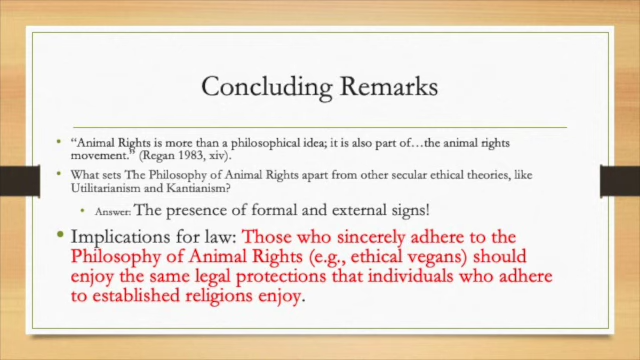 Concluding Remarks
• “Animal Rights is more than a philosophical idea; it is also part of…the animal rights
movement.” (Regan 1983, xiv).
• What sets The Philosophy of Animal Rights apart from other secular ethical theories, like
Utilitarianism and Kantianism?
• Answer: The presence of formal and external signs!
• Implications for law: Those who sincerely adhere to the
Philosophy of Animal Rights (e.g., ethical vegans) should
enjoy the same legal protections that individuals who adhere
to established religions enjoy.